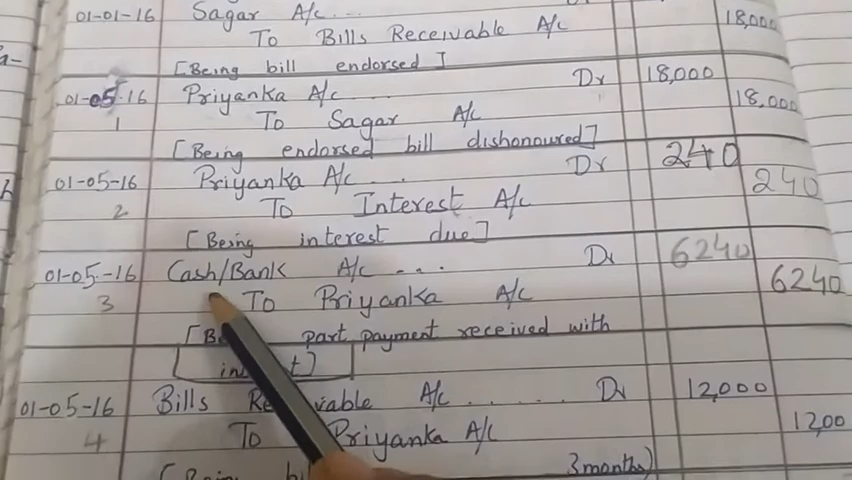 01-01-16 Sagar A/c ...
To Bills Receivable A/c 18,000
[Being bill endorsed]
01-05-16 Priyanka A/c ... Dr 18,000
1 To Sagar A/c 18,000
[Being endorsed bill dishonoured]
01-05-16 Priyanka A/c ... Dr 240
2 To Interest A/c 240
[Being interest due]
01-05-16 Cash/Bank A/c ... Dr 6240
3 To Priyanka A/c 6240
part payment received with
01-05-16 Bills A/c ...... Dr 12,000
4 To Priyanka A/c 12,00
3 months)